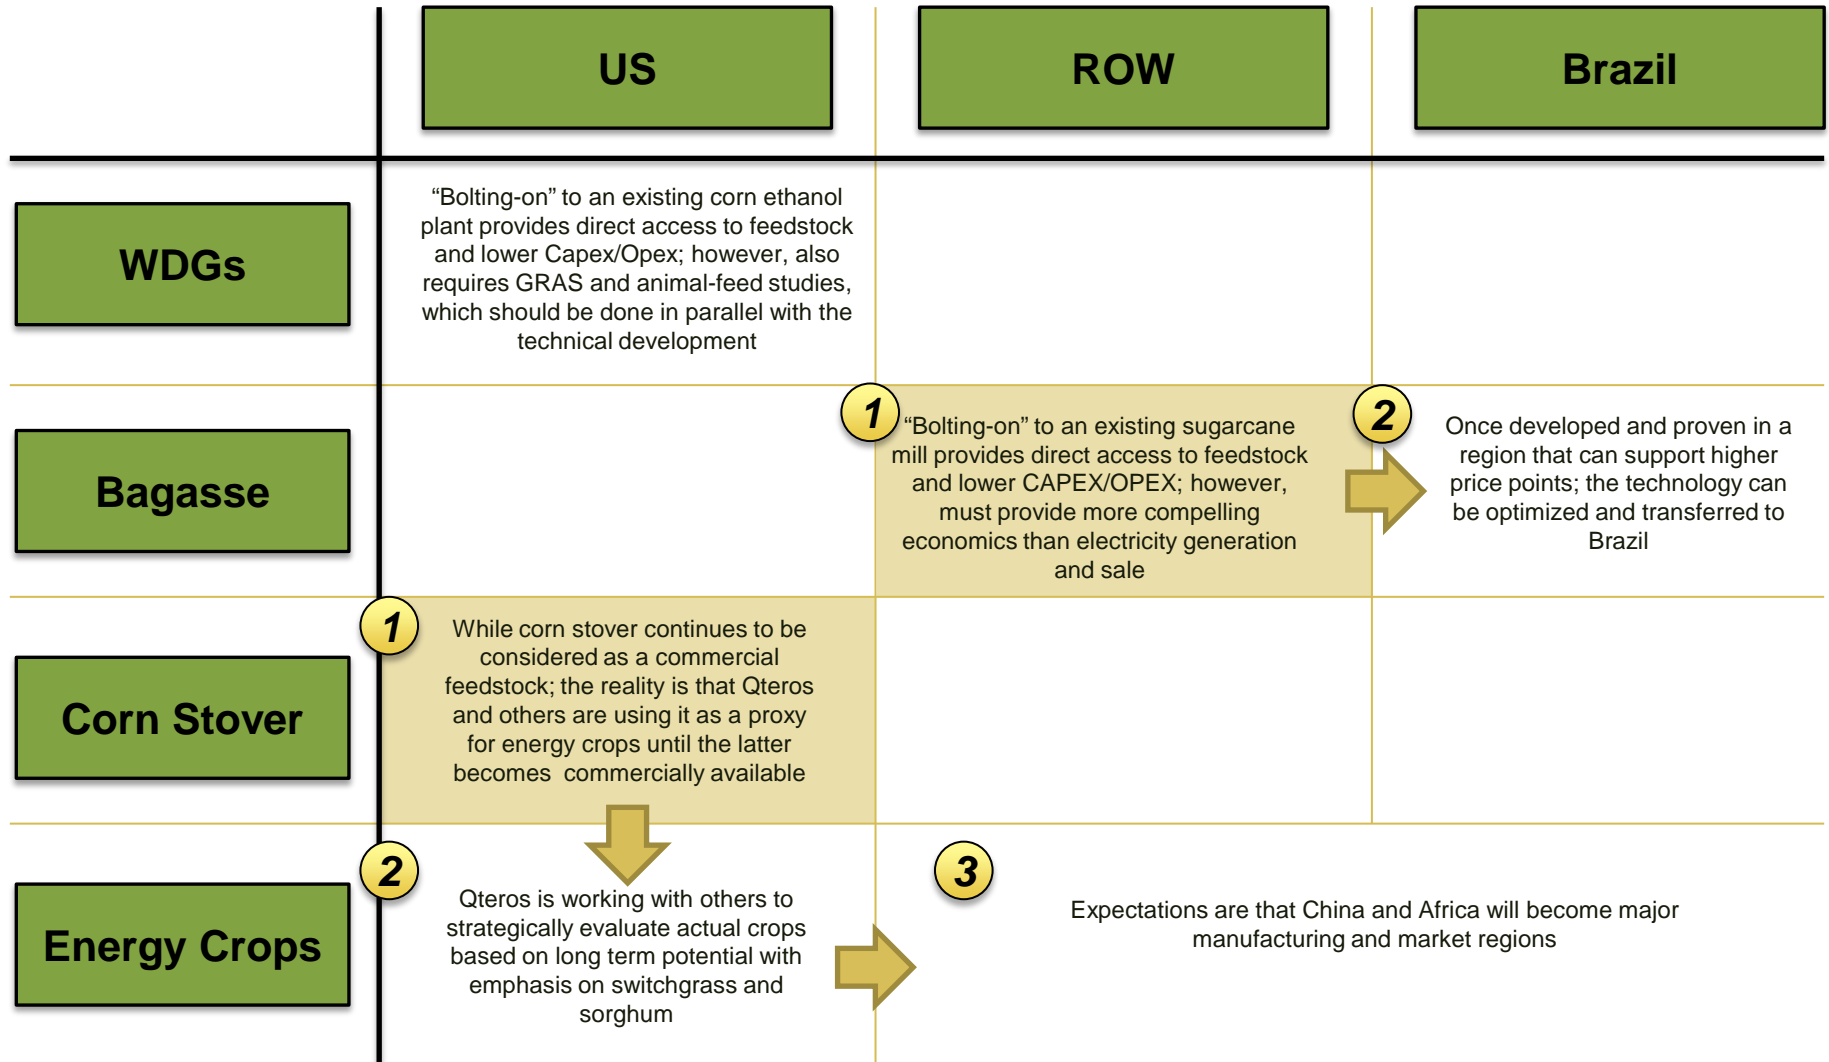 US
ROW
Brazil
WDGs
“Bolting-on” to an existing corn ethanol
plant provides direct access to feedstock
and lower Capex/Opex; however, also
requires GRAS and animal-feed studies,
which should be done in parallel with the
technical development
Bagasse
1
“Bolting-on” to an existing sugarcane
mill provides direct access to feedstock
and lower CAPEX/OPEX; however,
must provide more compelling
economics than electricity generation
and sale
2
Once developed and proven in a
region that can support higher
price points; the technology can
be optimized and transferred to
Brazil
Corn Stover
1
While corn stover continues to be
considered as a commercial
feedstock; the reality is that Qteros
and others are using it as a proxy
for energy crops until the latter
becomes commercially available
Energy Crops
2
Qteros is working with others to
strategically evaluate actual crops
based on long term potential with
emphasis on switchgrass and
sorghum
3
Expectations are that China and Africa will become major
manufacturing and market regions